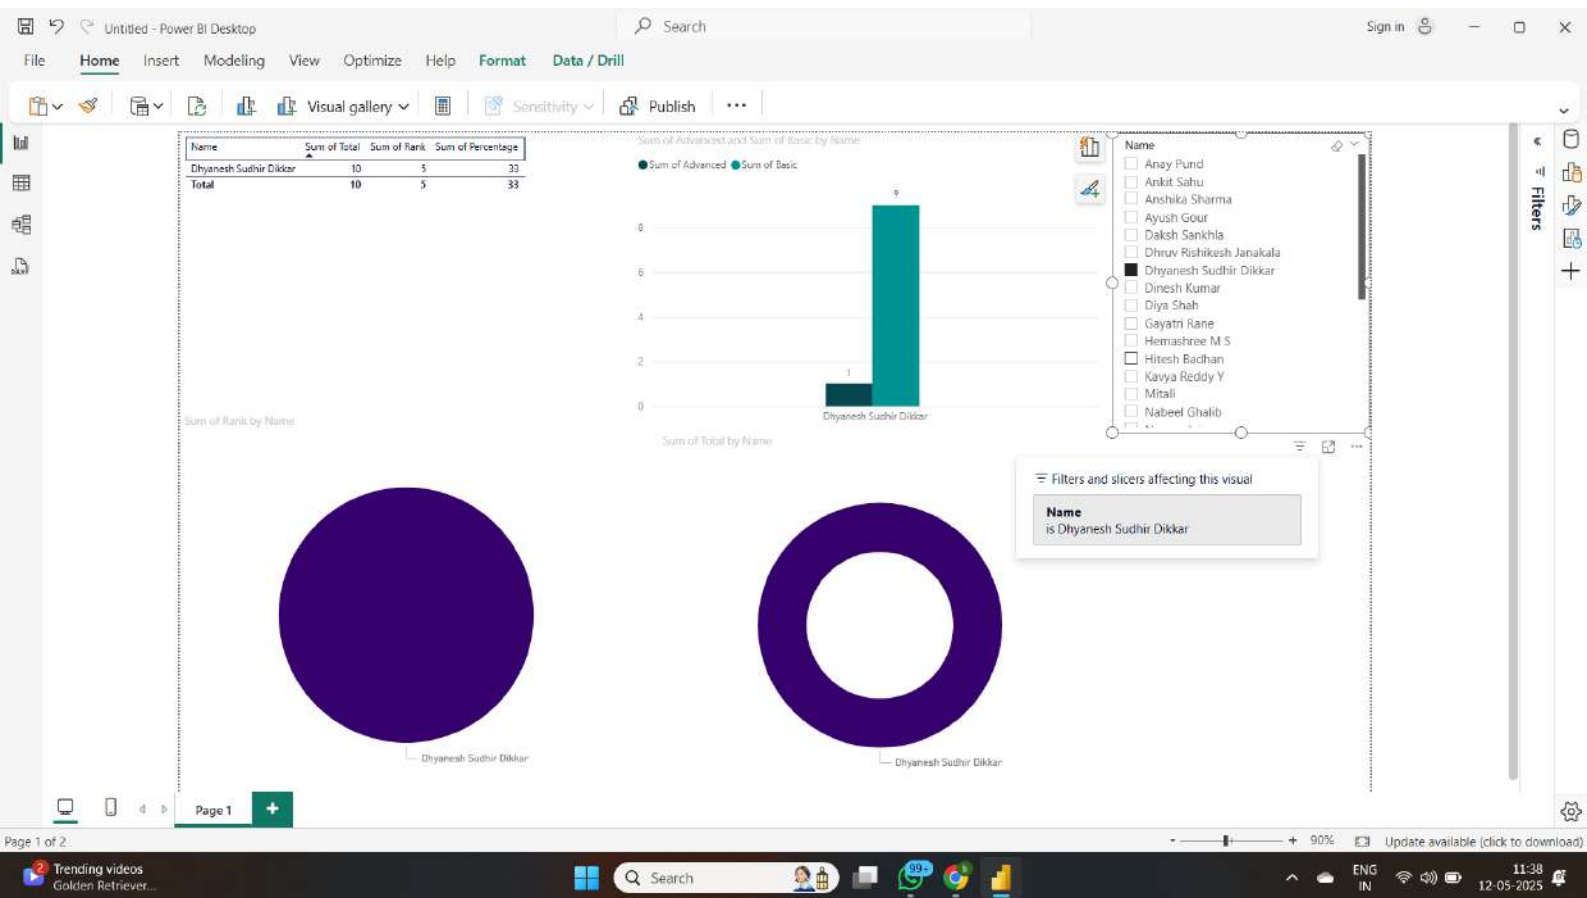 Untitled - Power BI Desktop
Search
Sign in
File Home Insert Modeling View Optimize Help Format Data / Drill
Visual gallery
Sensitivity
Publish
Name Sum of Total Sum of Rank Sum of Percentage
Dhyanesh Sudhir Dikkar 10 5 33
Total 10 5 33
Sum of Advanced and Sum of Basic by Name
Sum of Advanced Sum of Basic
9
8
6
4
2
1
0
Dhyanesh Sudhir Dikkar
Name
Anay Pund
Ankit Sahu
Anshika Sharma
Ayush Gour
Daksh Sankhla
Dhruv Rishikesh Janakala
Dhyanesh Sudhir Dikkar
Dinesh Kumar
Diya Shah
Gayatri Rane
Hemashree M S
Hitesh Badhan
Kavya Reddy Y
Mitali
Nabeel Ghalib
Filters
Sum of Rank by Name
Dhyanesh Sudhir Dikkar
Sum of Total by Name
Dhyanesh Sudhir Dikkar
Filters and slicers affecting this visual
Name
is Dhyanesh Sudhir Dikkar
Page 1
Page 1 of 2
90%
Update available (click to download)
2
Trending videos
Golden Retriever...
Search
99+
ENG
IN
11:38
12-05-2025